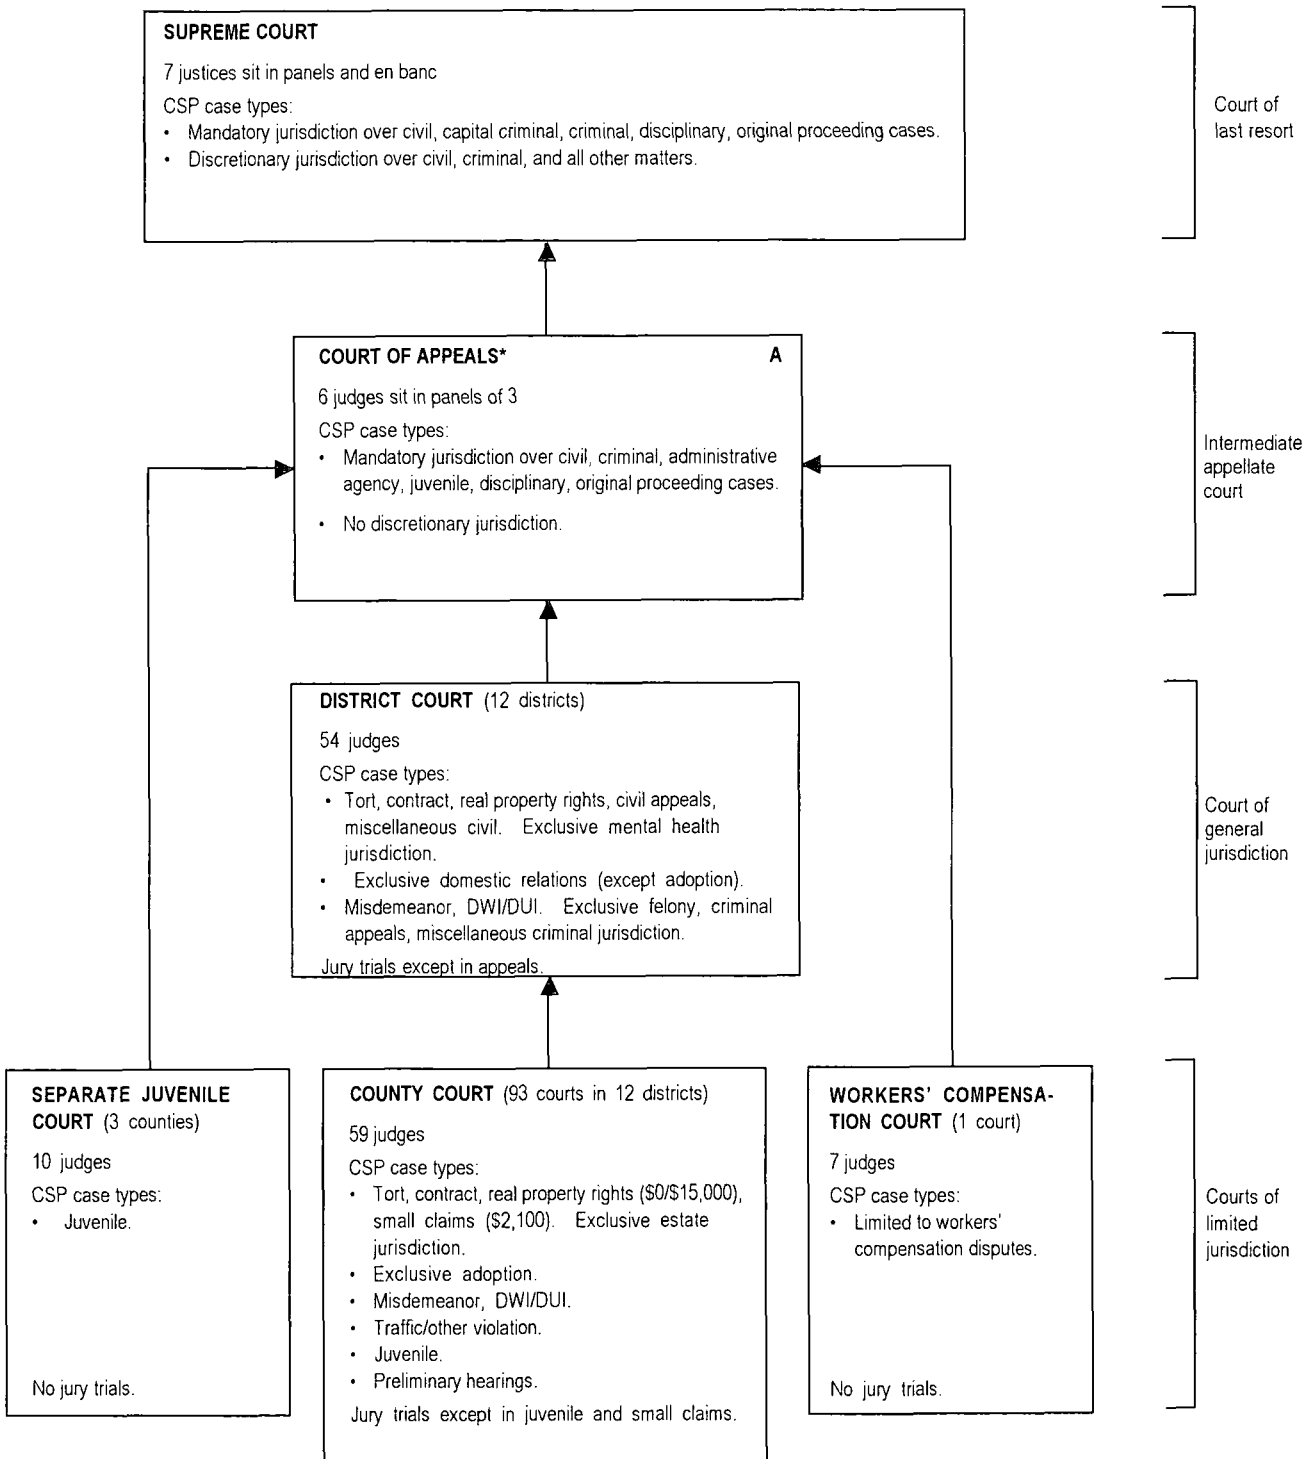 SUPREME COURT
7 justices sit in panels and en banc
CSP case types:
• Mandatory jurisdiction over civil, capital criminal, criminal, disciplinary, original proceeding cases.
• Discretionary jurisdiction over civil, criminal, and all other matters.
Court of
last resort
COURT OF APPEALS* A
6 judges sit in panels of 3
CSP case types:
• Mandatory jurisdiction over civil, criminal, administrative
agency, juvenile, disciplinary, original proceeding cases.
• No discretionary jurisdiction.
Intermediate
appellate
court
DISTRICT COURT (12 districts)
54 judges
CSP case types:
• Tort, contract, real property rights, civil appeals,
miscellaneous civil. Exclusive mental health
jurisdiction.
• Exclusive domestic relations (except adoption).
• Misdemeanor, DWI/DUI. Exclusive felony, criminal
appeals, miscellaneous criminal jurisdiction.
Jury trials except in appeals.
Court of
general
jurisdiction
SEPARATE JUVENILE
COURT (3 counties)
10 judges
CSP case types:
• Juvenile.
No jury trials.
COUNTY COURT (93 courts in 12 districts)
59 judges
CSP case types:
• Tort, contract, real property rights ($0/$15,000),
small claims ($2,100). Exclusive estate
jurisdiction.
• Exclusive adoption.
• Misdemeanor, DWI/DUI.
• Traffic/other violation.
• Juvenile.
• Preliminary hearings.
Jury trials except in juvenile and small claims.
WORKERS' COMPENSA-
TION COURT (1 court)
7 judges
CSP case types:
• Limited to workers'
compensation disputes.
No jury trials.
Courts of
limited
jurisdiction